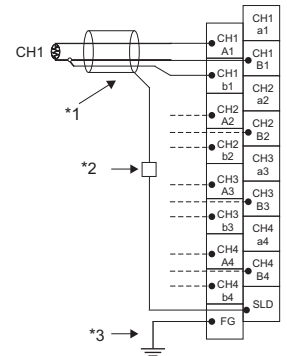 CH1
*1
*2
*3
CH1
A1
CH1
b1
CH2
A2
CH2
b2
CH3
A3
CH3
b3
CH4
A4
CH4
b4
FG
CH1
a1
CH1
B1
CH2
a2
CH2
B2
CH3
a3
CH3
B3
CH4
a4
CH4
B4
SLD